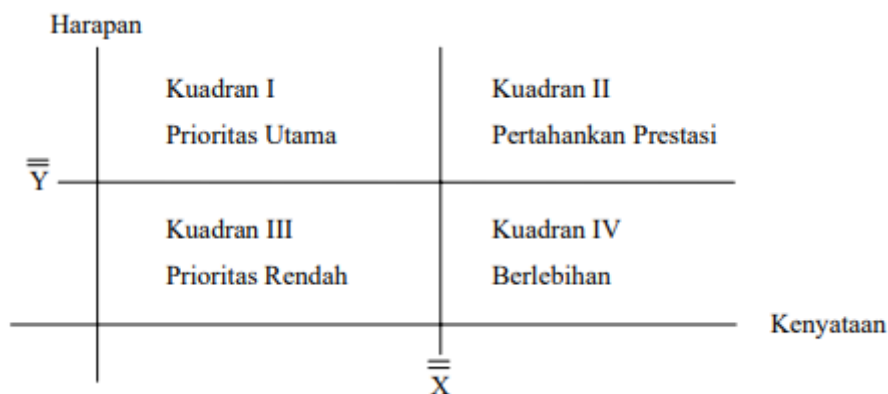 Harapan
Kuadran I
Prioritas Utama
Kuadran II
Pertahankan Prestasi
Y̿
Kuadran III
Prioritas Rendah
Kuadran IV
Berlebihan
Kenyataan
X̿